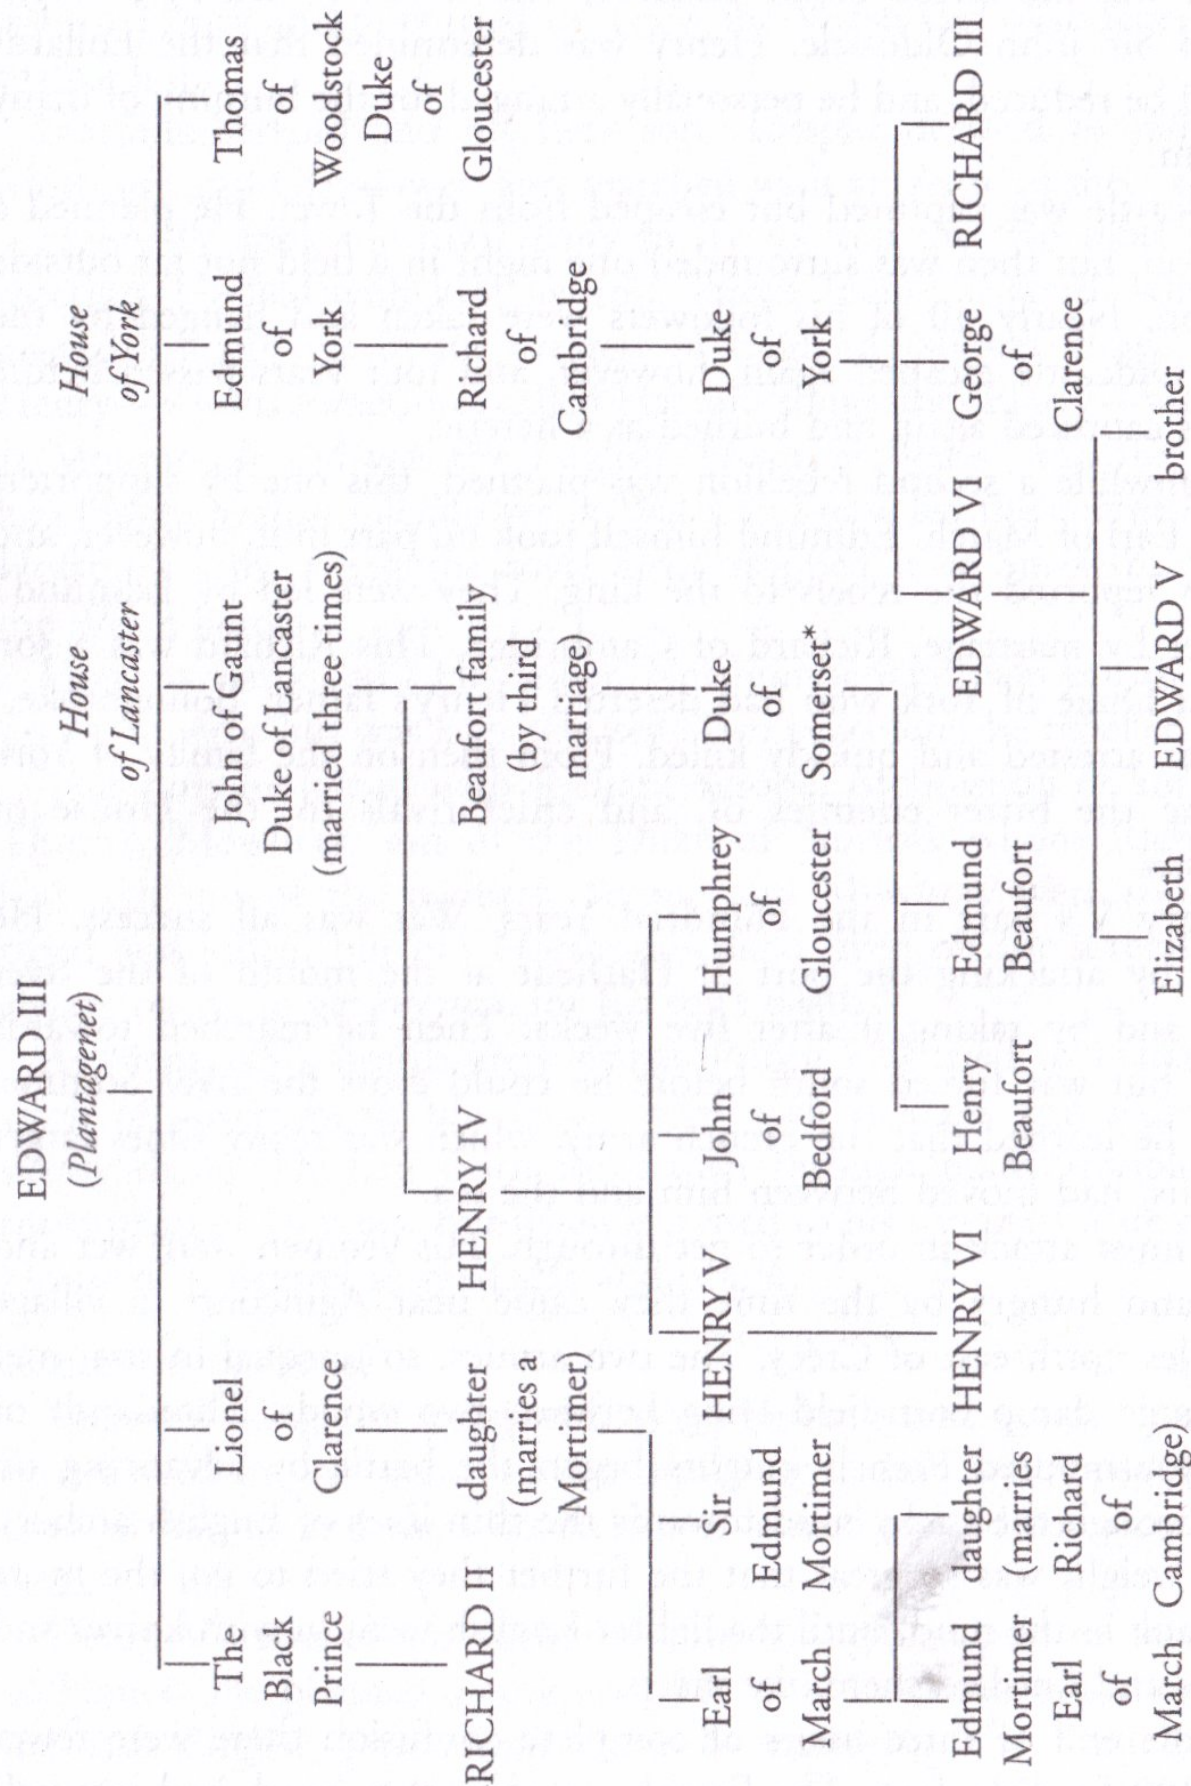 EDWARD III
(Plantagenet)
House House
of Lancaster of York
The Lionel John of Gaunt Edmund Thomas
Black of Duke of Lancaster of of
Prince Clarence (married three times) York Woodstock
Duke
of
RICHARD II daughter HENRY IV Beaufort family Richard Gloucester
(marries a (by third of
Mortimer) marriage) Cambridge
Earl Sir HENRY V John Humphrey Duke Duke
of Edmund of of of of
March Mortimer Bedford Gloucester Somerset* York
Edmund daughter HENRY VI Henry Edmund EDWARD VI George RICHARD III
Mortimer (marries Beaufort Beaufort of
Earl Richard Clarence
of of
March Cambridge) Elizabeth EDWARD V brother